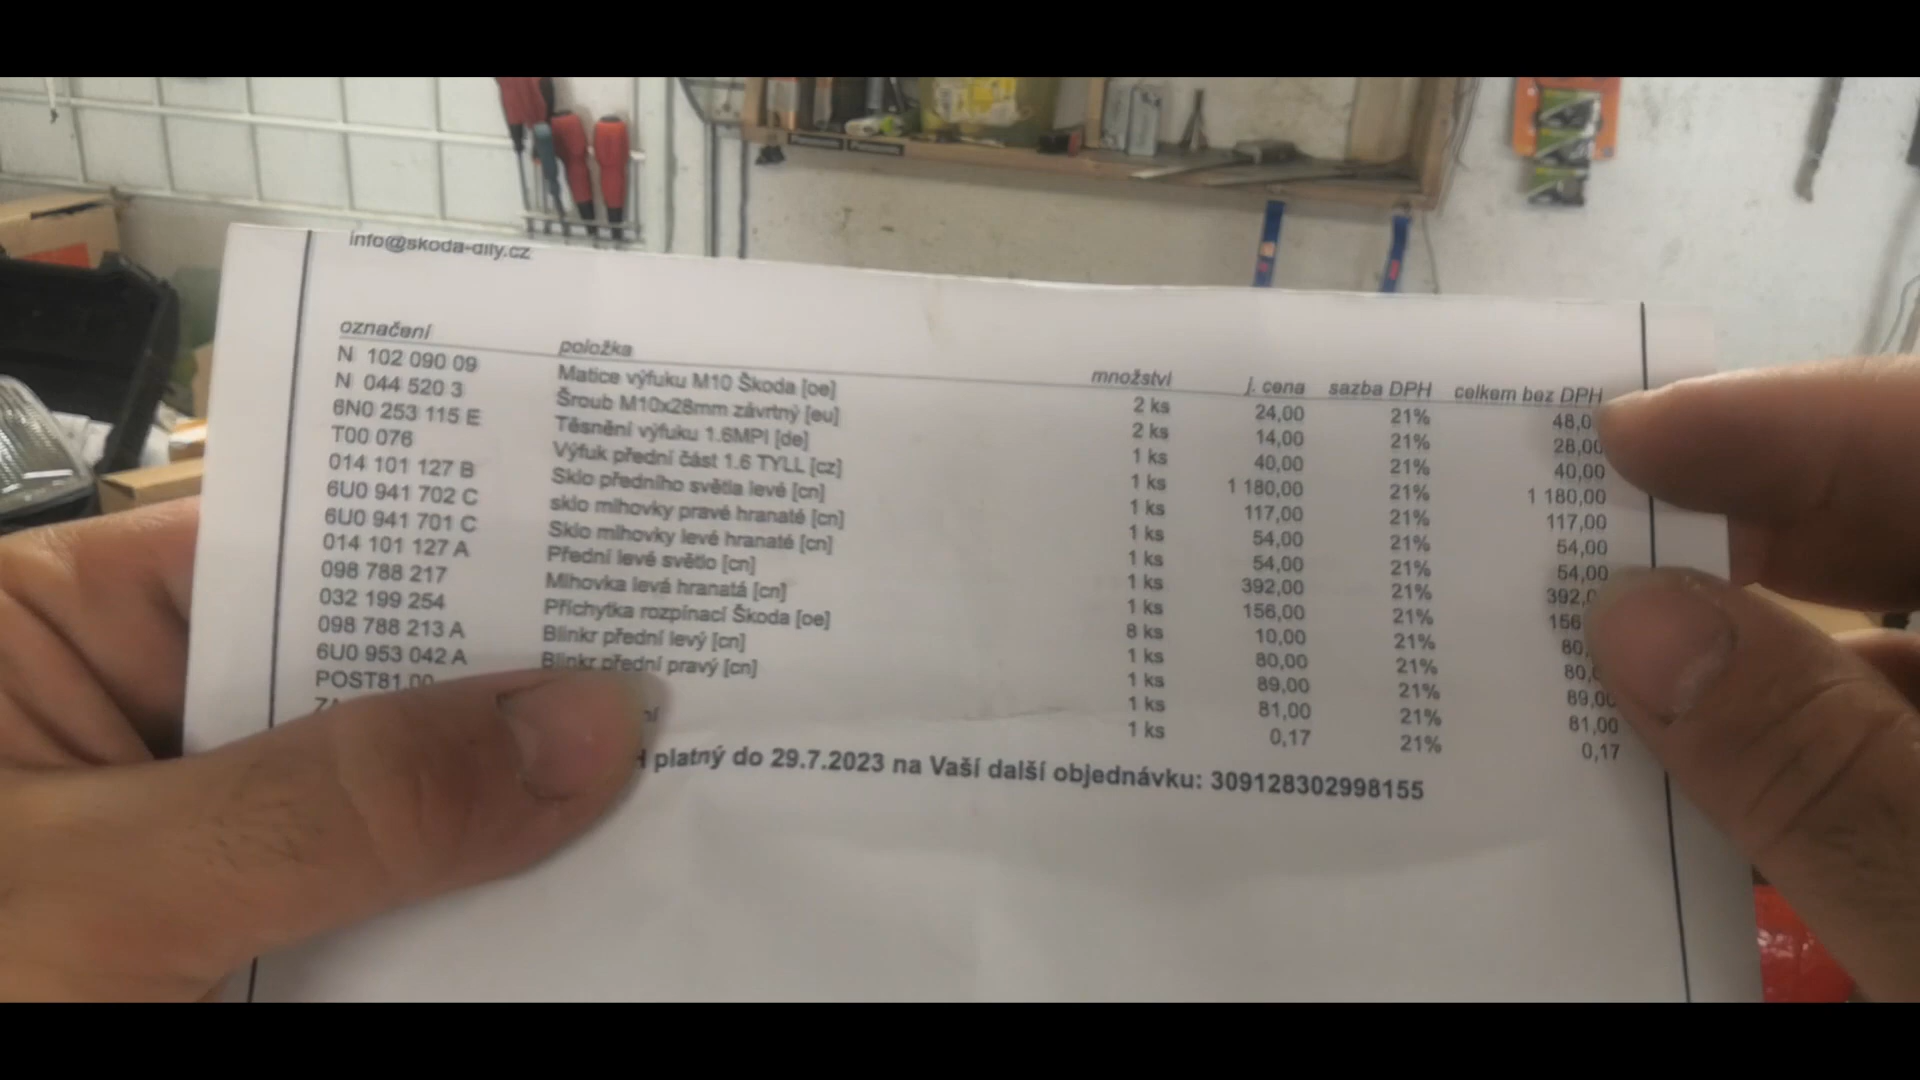 info@skoda-dily.cz
označení položka množství j. cena sazba DPH celkem bez DPH
N 102 090 09 Matice výfuku M10 Škoda [oe] 2 ks 24,00 21% 48,0
N 044 520 3 Šroub M10x28mm závrtný [eu] 2 ks 14,00 21% 28,00
6N0 253 115 E Těsnění výfuku 1.6MPI [de] 1 ks 40,00 21% 40,00
T00 076 Výfuk přední část 1.6 TYLL [cz] 1 ks 1 180,00 21% 1 180,00
014 101 127 B Sklo předního světla levé [cn] 1 ks 117,00 21% 117,00
6U0 941 702 C sklo mlhovky pravé hranaté [cn] 1 ks 54,00 21% 54,00
6U0 941 701 C Sklo mlhovky levé hranaté [cn] 1 ks 54,00 21% 54,00
014 101 127 A Přední levé světlo [cn] 1 ks 392,00 21% 392,0
098 788 217 Mlhovka levá hranatá [cn] 1 ks 156,00 21% 156
032 199 254 Příchytka rozpínací Škoda [oe] 8 ks 10,00 21% 80,
098 788 213 A Blinkr přední levý [cn] 1 ks 80,00 21% 80,
6U0 953 042 A Blinkr přední pravý [cn] 1 ks 89,00 21% 89,00
POST81.00 1 ks 81,00 21% 81,00
1 ks 0,17 21% 0,17
platný do 29.7.2023 na Vaší další objednávku: 309128302998155